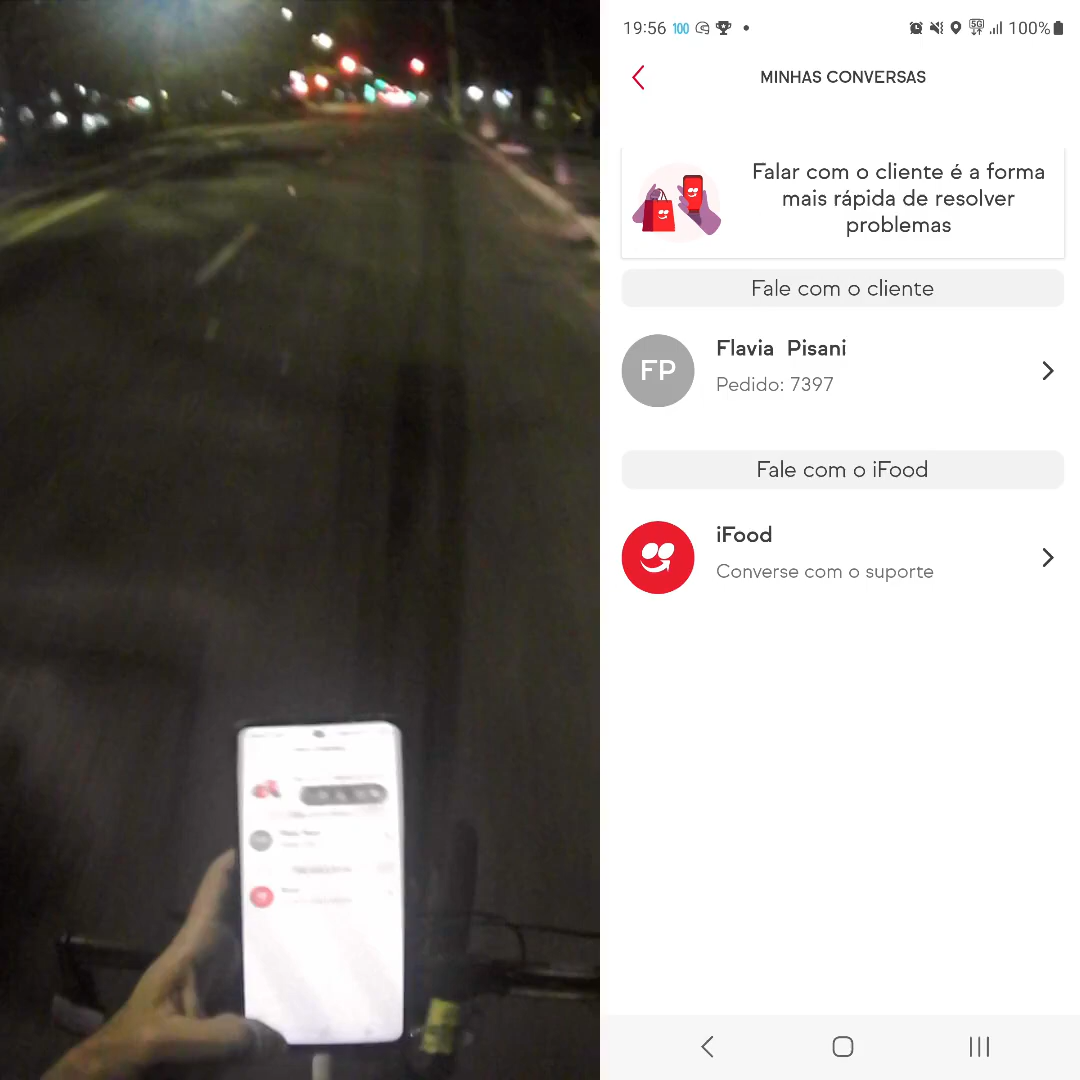 19:56 100 5G 100%
MINHAS CONVERSAS
Falar com o cliente é a forma
mais rápida de resolver
problemas
Fale com o cliente
FP
Flavia Pisani
Pedido: 7397
Fale com o iFood
iFood
Converse com o suporte